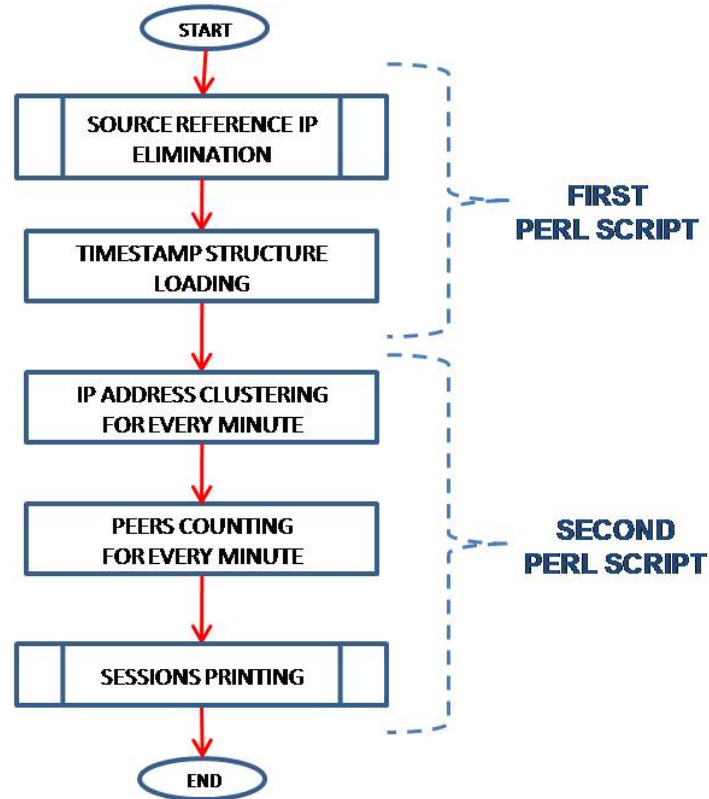 START
SOURCE REFERENCE IP
ELIMINATION
FIRST
PERL SCRIPT
TIMESTAMP STRUCTURE
LOADING
IP ADDRESS CLUSTERING
FOR EVERY MINUTE
PEERS COUNTING
FOR EVERY MINUTE
SECOND
PERL SCRIPT
SESSIONS PRINTING
END